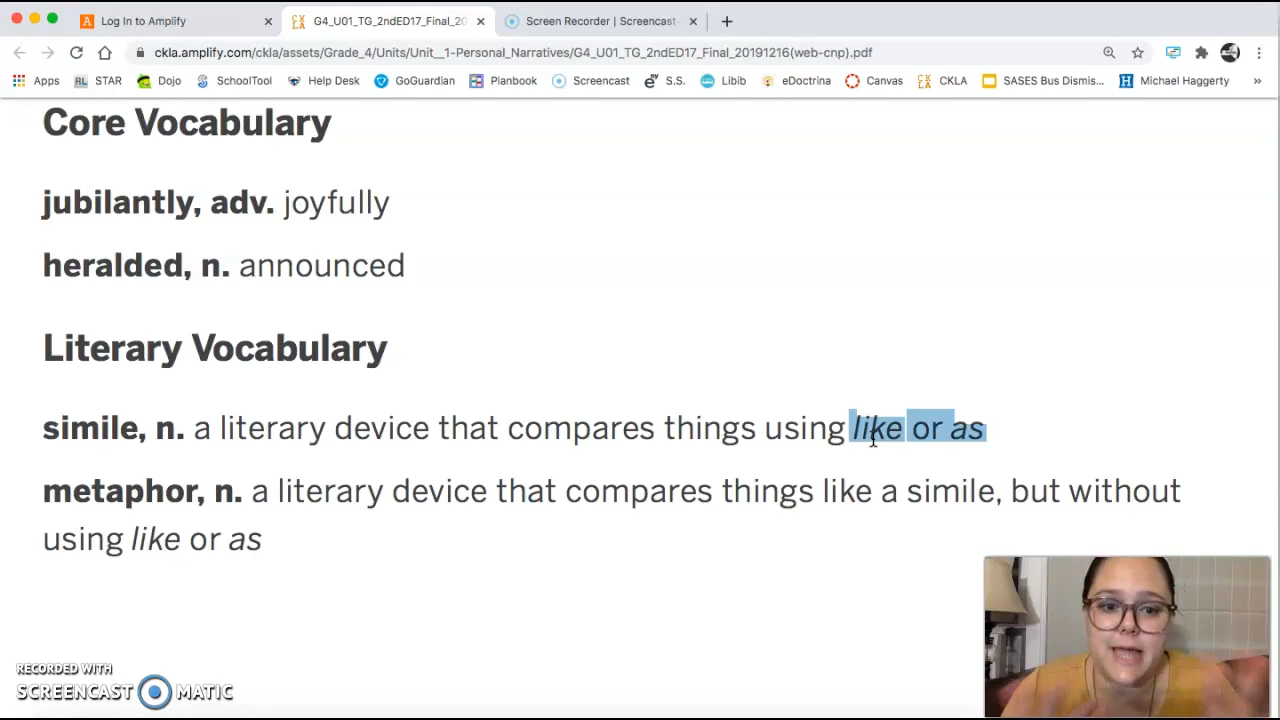 Log In to Amplify
G4_U01_TG_2ndED17_Final_20
Screen Recorder | Screencast-
ckla.amplify.com/ckla/assets/Grade_4/Units/Unit__1-Personal_Narratives/G4_U01_TG_2ndED17_Final_20191216(web-cnp).pdf
Apps RL STAR Dojo SchoolTool Help Desk GoGuardian Planbook Screencast S.S. Libib eDoctrina Canvas CKLA SASES Bus Dismis... H Michael Haggerty »
Core Vocabulary
jubilantly, adv. joyfully
heralded, n. announced
Literary Vocabulary
simile, n. a literary device that compares things using like or as
metaphor, n. a literary device that compares things like a simile, but without
using like or as
RECORDED WITH
SCREENCAST MATIC